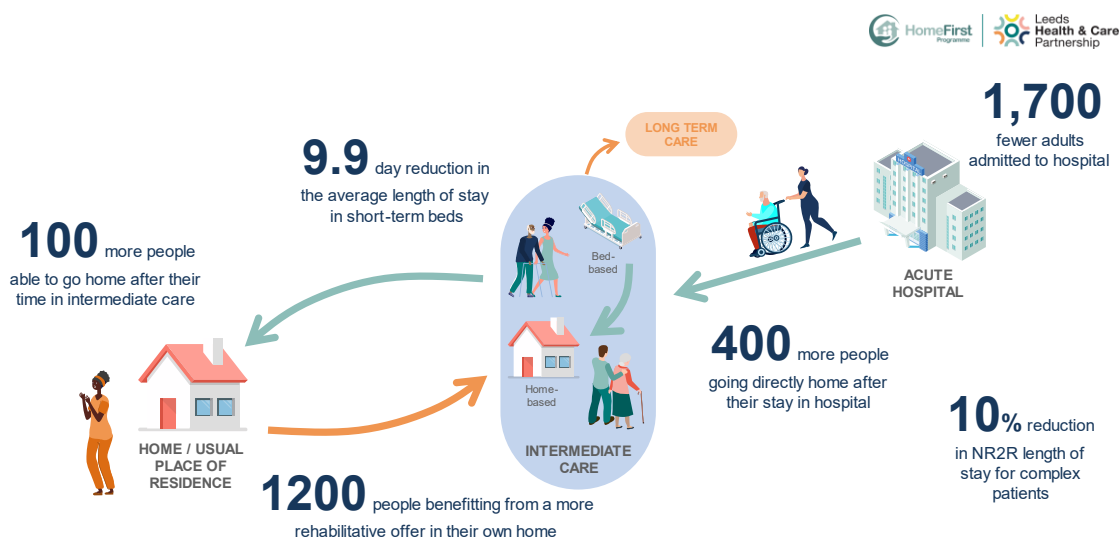 HomeFirst
Programme
Leeds
Health & Care
Partnership
1,700
fewer adults
admitted to hospital
LONG TERM
CARE
9.9 day reduction in
the average length of stay
in short-term beds
100 more people
able to go home after their
time in intermediate care
Bed-
based
ACUTE
HOSPITAL
400 more people
going directly home after
their stay in hospital
Home-
based
INTERMEDIATE
CARE
10% reduction
in NR2R length of
stay for complex
patients
HOME / USUAL
PLACE OF
RESIDENCE
1200 people benefitting from a more
rehabilitative offer in their own home